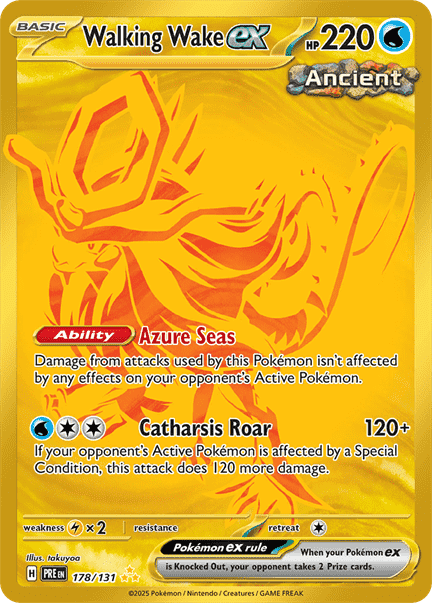 BASIC Walking Wake ex HP 220
Ancient
Ability Azure Seas
Damage from attacks used by this Pokémon isn't affected
by any effects on your opponent's Active Pokémon.
Catharsis Roar 120+
If your opponent's Active Pokémon is affected by a Special
Condition, this attack does 120 more damage.
weakness ×2 resistance retreat
Illus. takuyoa
Pokémon ex rule
When your Pokémon ex
is Knocked Out, your opponent takes 2 Prize cards.
H PRE EN 178/131
©2025 Pokémon / Nintendo / Creatures / GAME FREAK